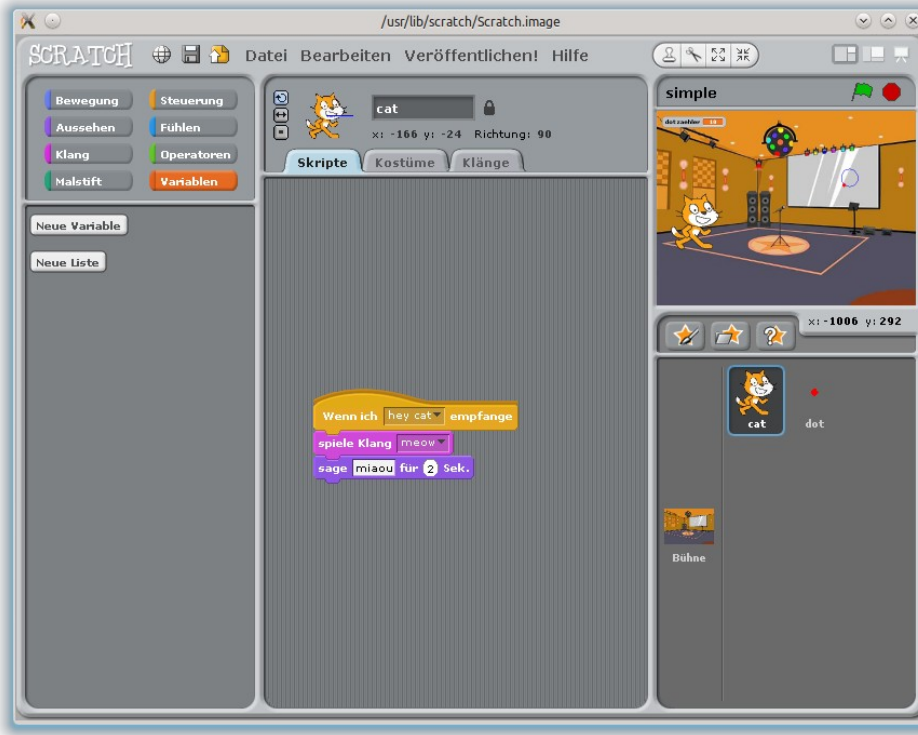 /usr/lib/scratch/Scratch.image
SCRATCH Datei Bearbeiten Veröffentlichen! Hilfe
Bewegung Steuerung
Aussehen Fühlen
Klang Operatoren
Malstift Variablen
Neue Variable
Neue Liste
cat
x: -166 y: -24 Richtung: 90
Skripte Kostüme Klänge
Wenn ich hey cat empfange
spiele Klang meow
sage miaou für 2 Sek.
simple
dot zaehler
x: -1006 y: 292
cat dot
Bühne